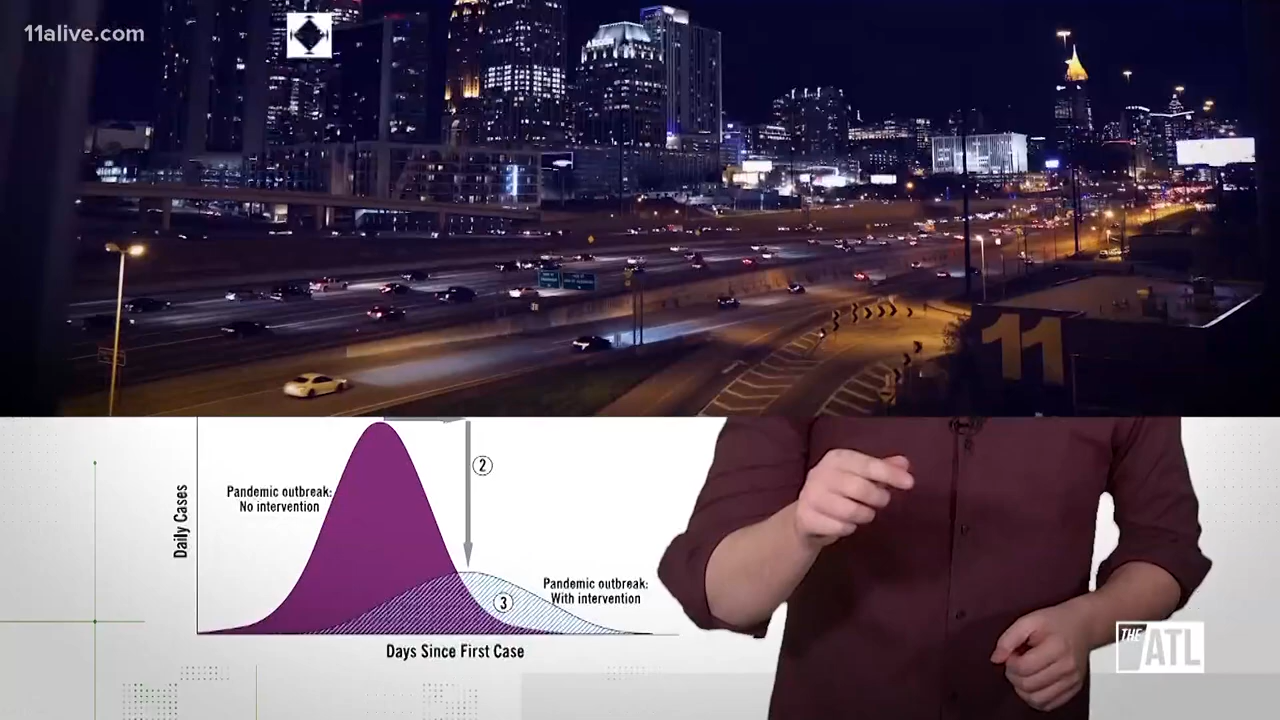 11alive.com
11
Daily Cases
Pandemic outbreak:
No intervention
2
3
Pandemic outbreak:
With intervention
Days Since First Case
THE ATL